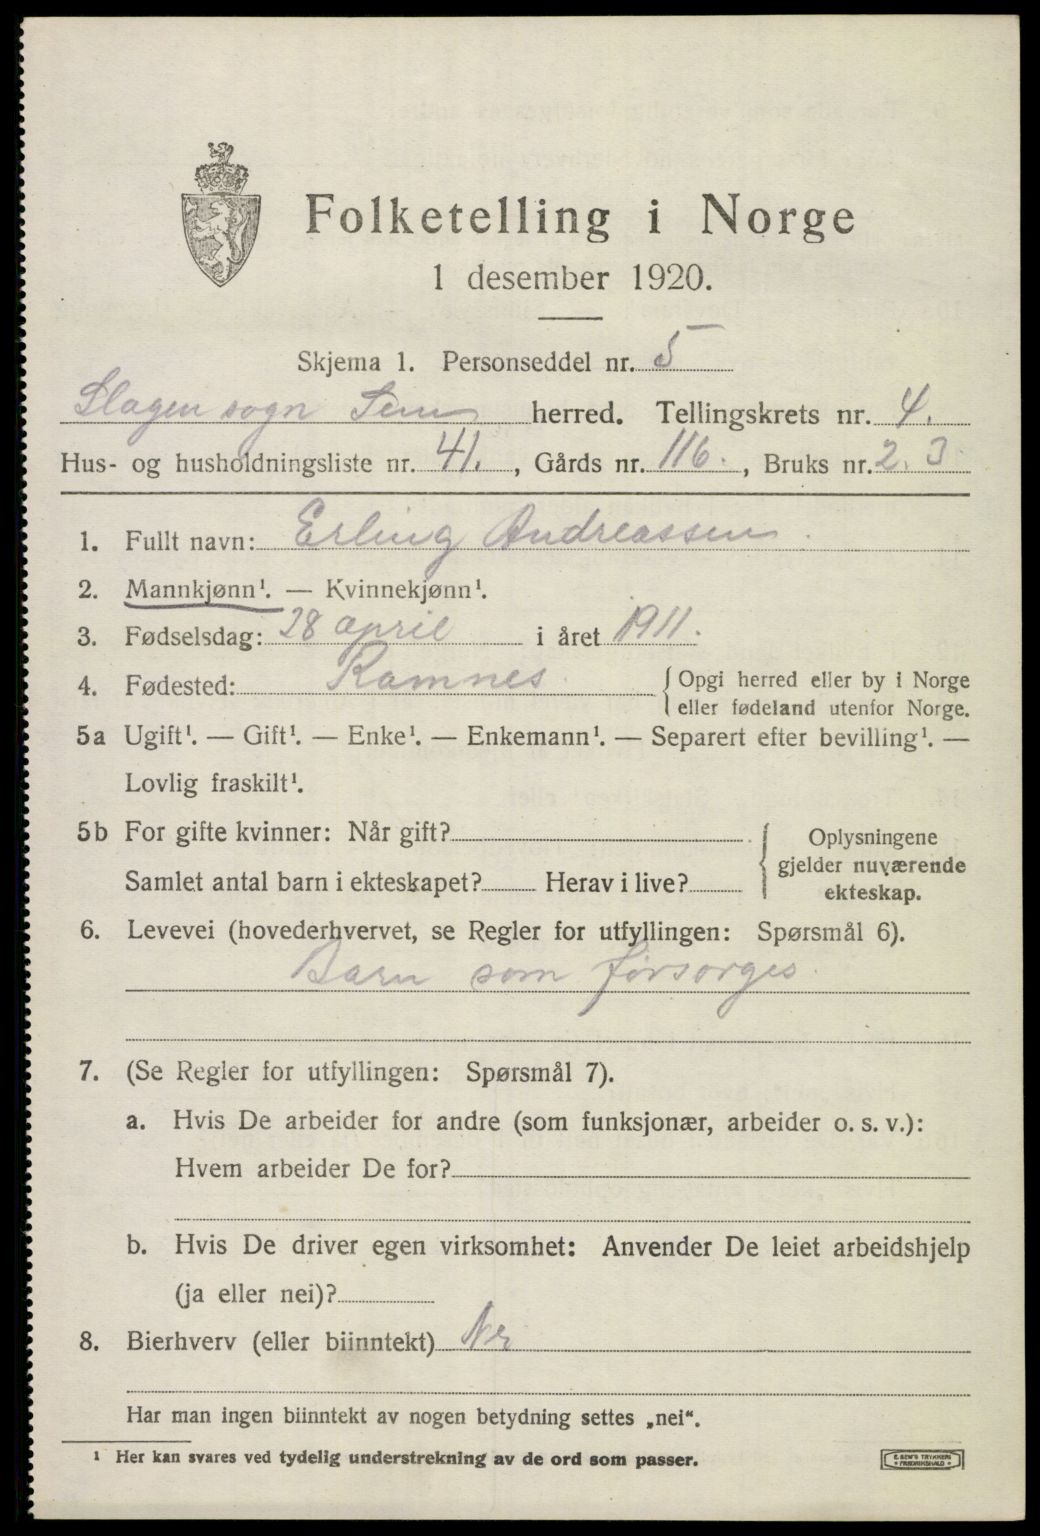 Folketelling i Norge
1 desember 1920.
Skjema 1. Personseddel nr. 5
Slagen sogn Sem herred. Tellingskrets nr. 4.
Hus- og husholdningsliste nr. 41., Gårds nr. 116., Bruks nr. 2. 3
1. Fullt navn: Erling Andreassen.
2. Mannkjønn¹. — Kvinnekjønn¹.
3. Fødselsdag: 28 april i året 1911.
4. Fødested: Ramnes. { Opgi herred eller by i Norge
eller fødeland utenfor Norge.
5a Ugift¹. — Gift¹. — Enke¹. — Enkemann¹. — Separert efter bevilling¹. —
Lovlig fraskilt¹.
5b For gifte kvinner: Når gift?
Samlet antal barn i ekteskapet? Herav i live?
{ Oplysningene
gjelder nuværende
ekteskap.
6. Levevei (hovederhvervet, se Regler for utfyllingen: Spørsmål 6).
Barn som forsorges.
7. (Se Regler for utfyllingen: Spørsmål 7).
a. Hvis De arbeider for andre (som funksjonær, arbeider o. s. v.):
Hvem arbeider De for?
b. Hvis De driver egen virksomhet: Anvender De leiet arbeidshjelp
(ja eller nei)?
8. Bierhverv (eller biinntekt)
Har man ingen biinntekt av nogen betydning settes „nei“.
¹ Her kan svares ved tydelig understrekning av de ord som passer.
E. SEM'S TRYKKERI
FREDRIKSHALD